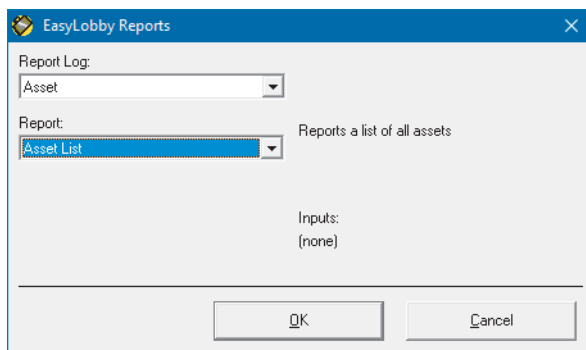 EasyLobby Reports
Report Log:
Asset
Report:
Asset List
Reports a list of all assets
Inputs:
(none)
OK
Cancel